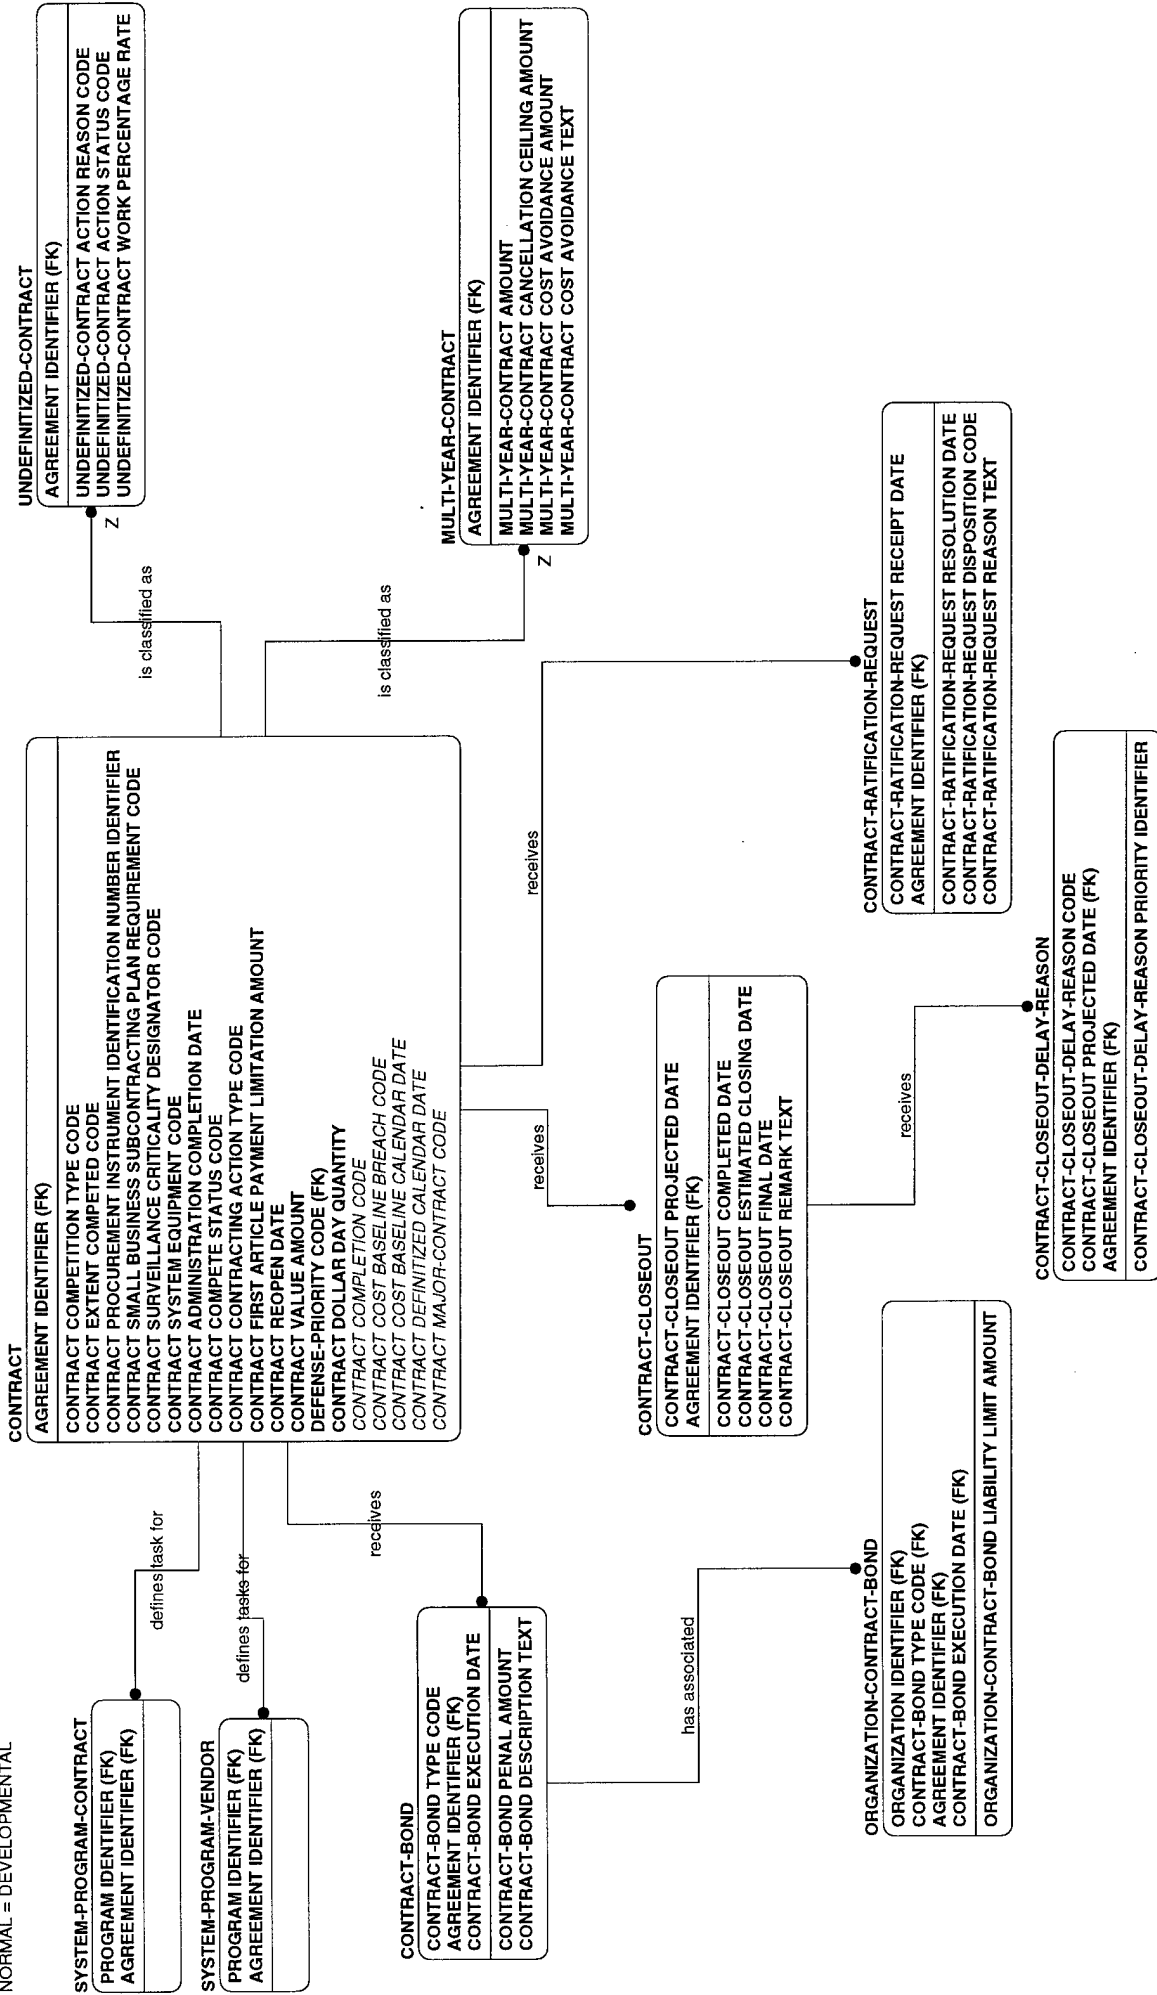 NORMAL = DEVELOPMENTAL
SYSTEM-PROGRAM-CONTRACT
PROGRAM IDENTIFIER (FK)
AGREEMENT IDENTIFIER (FK)
SYSTEM-PROGRAM-VENDOR
PROGRAM IDENTIFIER (FK)
AGREEMENT IDENTIFIER (FK)
defines task for
defines tasks for
receives
CONTRACT-BOND
CONTRACT-BOND TYPE CODE
AGREEMENT IDENTIFIER (FK)
CONTRACT-BOND EXECUTION DATE
CONTRACT-BOND PENAL AMOUNT
CONTRACT-BOND DESCRIPTION TEXT
has associated
ORGANIZATION-CONTRACT-BOND
ORGANIZATION IDENTIFIER (FK)
CONTRACT-BOND TYPE CODE (FK)
AGREEMENT IDENTIFIER (FK)
CONTRACT-BOND EXECUTION DATE (FK)
ORGANIZATION-CONTRACT-BOND LIABILITY LIMIT AMOUNT
CONTRACT
AGREEMENT IDENTIFIER (FK)
CONTRACT COMPETITION TYPE CODE
CONTRACT EXTENT COMPETED CODE
CONTRACT PROCUREMENT INSTRUMENT IDENTIFICATION NUMBER IDENTIFIER
CONTRACT SMALL BUSINESS SUBCONTRACTING PLAN REQUIREMENT CODE
CONTRACT SURVEILLANCE CRITICALITY DESIGNATOR CODE
CONTRACT SYSTEM EQUIPMENT CODE
CONTRACT ADMINISTRATION COMPLETION DATE
CONTRACT COMPETE STATUS CODE
CONTRACT CONTRACTING ACTION TYPE CODE
CONTRACT FIRST ARTICLE PAYMENT LIMITATION AMOUNT
CONTRACT REOPEN DATE
CONTRACT VALUE AMOUNT
DEFENSE-PRIORITY CODE (FK)
CONTRACT DOLLAR DAY QUANTITY
CONTRACT COMPLETION CODE
CONTRACT COST BASELINE BREACH CODE
CONTRACT COST BASELINE CALENDAR DATE
CONTRACT DEFINITIZED CALENDAR DATE
CONTRACT MAJOR-CONTRACT CODE
receives
receives
CONTRACT-CLOSEOUT
CONTRACT-CLOSEOUT PROJECTED DATE
AGREEMENT IDENTIFIER (FK)
CONTRACT-CLOSEOUT COMPLETED DATE
CONTRACT-CLOSEOUT ESTIMATED CLOSING DATE
CONTRACT-CLOSEOUT FINAL DATE
CONTRACT-CLOSEOUT REMARK TEXT
receives
CONTRACT-CLOSEOUT-DELAY-REASON
CONTRACT-CLOSEOUT-DELAY-REASON CODE
CONTRACT-CLOSEOUT PROJECTED DATE (FK)
AGREEMENT IDENTIFIER (FK)
CONTRACT-CLOSEOUT-DELAY-REASON PRIORITY IDENTIFIER
is classified as
is classified as
UNDEFINITIZED-CONTRACT
AGREEMENT IDENTIFIER (FK)
UNDEFINITIZED-CONTRACT ACTION REASON CODE
UNDEFINITIZED-CONTRACT ACTION STATUS CODE
UNDEFINITIZED-CONTRACT WORK PERCENTAGE RATE
Z
MULTI-YEAR-CONTRACT
AGREEMENT IDENTIFIER (FK)
MULTI-YEAR-CONTRACT AMOUNT
MULTI-YEAR-CONTRACT CANCELLATION CEILING AMOUNT
MULTI-YEAR-CONTRACT COST AVOIDANCE AMOUNT
MULTI-YEAR-CONTRACT COST AVOIDANCE TEXT
Z
CONTRACT-RATIFICATION-REQUEST
CONTRACT-RATIFICATION-REQUEST RECEIPT DATE
AGREEMENT IDENTIFIER (FK)
CONTRACT-RATIFICATION-REQUEST RESOLUTION DATE
CONTRACT-RATIFICATION-REQUEST DISPOSITION CODE
CONTRACT-RATIFICATION-REQUEST REASON TEXT